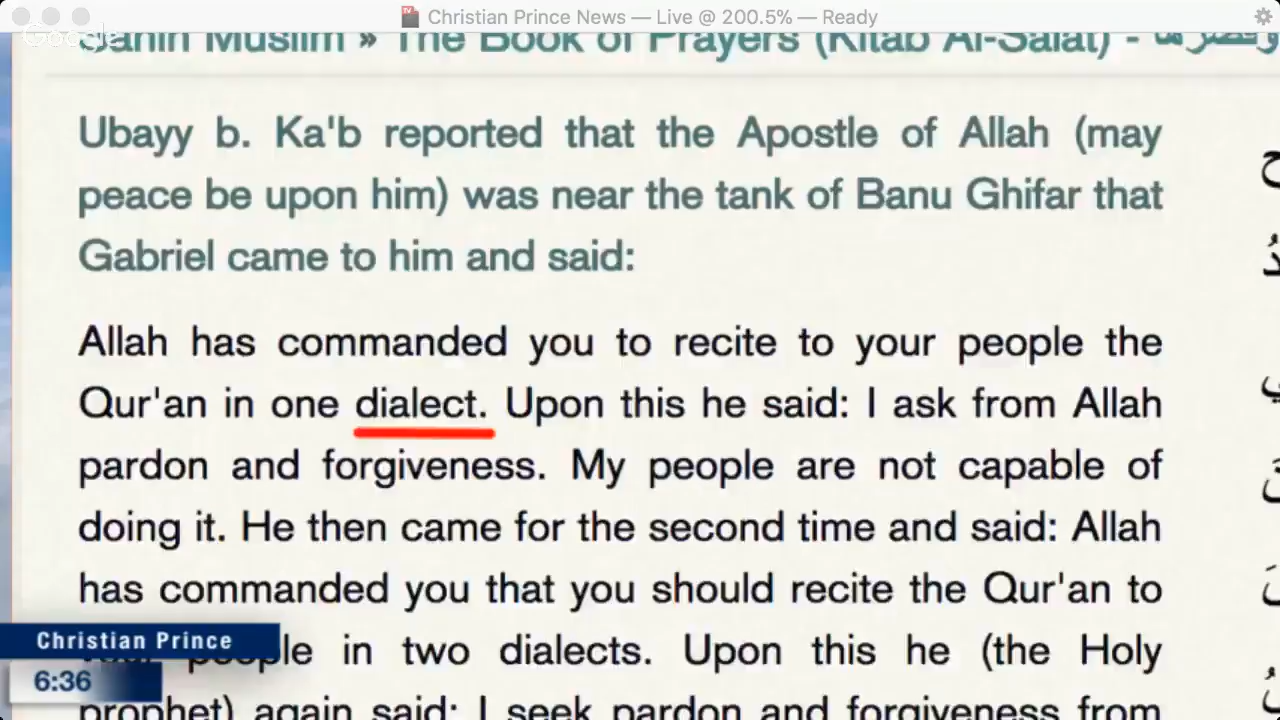 Christian Prince News — Live @ 200.5% — Ready
Google
Sahih Muslim » The Book of Prayers (Kitab Al-Salat) -
Ubayy b. Ka'b reported that the Apostle of Allah (may
peace be upon him) was near the tank of Banu Ghifar that
Gabriel came to him and said:
Allah has commanded you to recite to your people the
Qur'an in one dialect. Upon this he said: I ask from Allah
pardon and forgiveness. My people are not capable of
doing it. He then came for the second time and said: Allah
has commanded you that you should recite the Qur'an to
your people in two dialects. Upon this he (the Holy
prophet) again said: I seek pardon and forgiveness from
Christian Prince
6:36